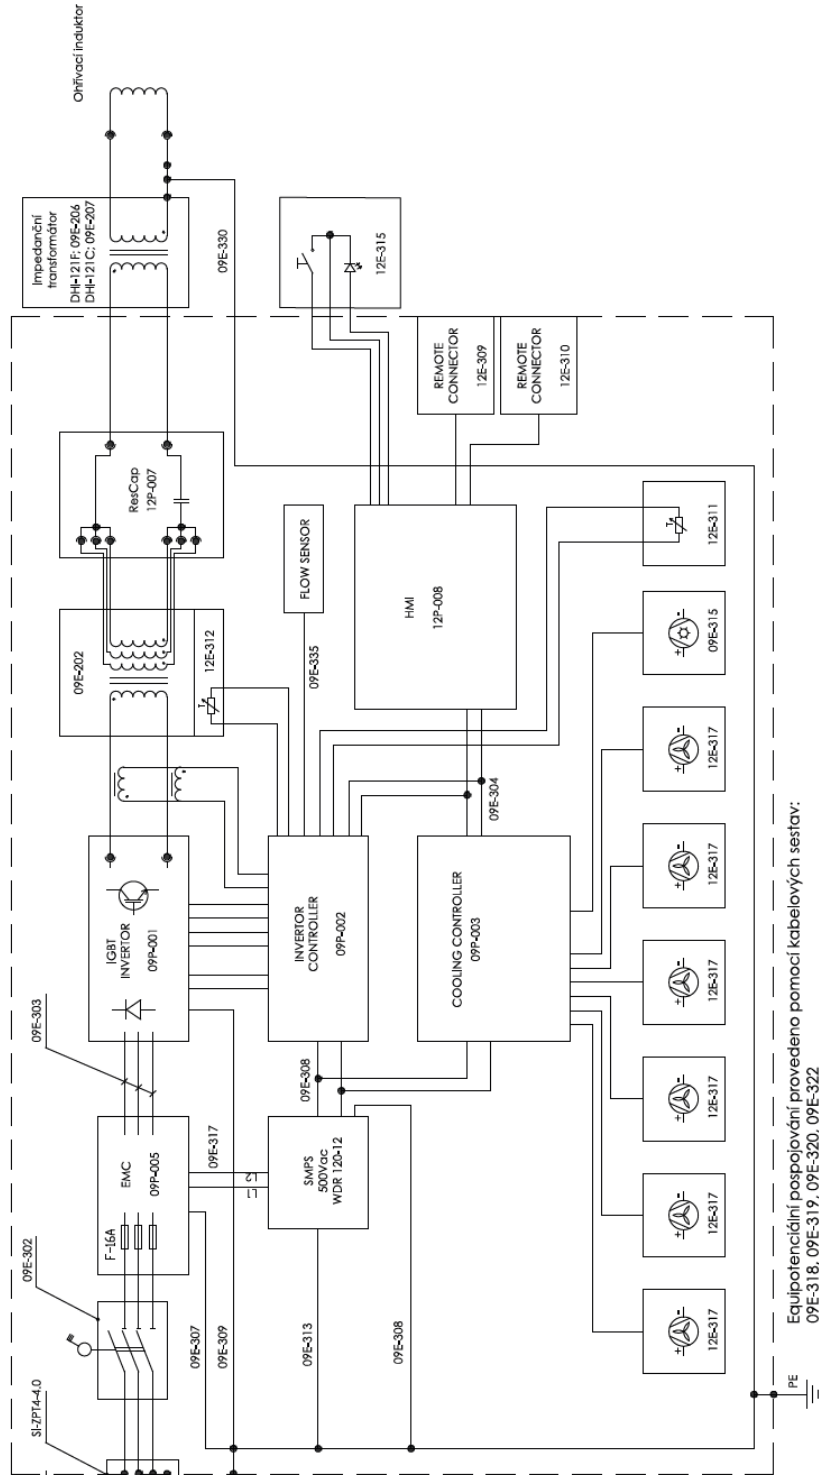 Ohřívací induktor
Impedanční
transformátor
DHI-121F; 09E-206
DHI-121C; 09E-207
09E-330
12E-315
REMOTE
CONNECTOR
12E-309
REMOTE
CONNECTOR
12E-310
ResCap
12P-007
FLOW SENSOR
HMI
12P-008
T
12E-311
09E-202
T
12E-312
09E-335
+ -
09E-315
09E-304
+ -
12E-317
+ -
12E-317
+ -
12E-317
+ -
12E-317
+ -
12E-317
+ -
12E-317
IGBT
INVERTOR
09P-001
INVERTOR
CONTROLLER
09P-002
COOLING CONTROLLER
09P-003
09E-303
09E-308
EMC
09P-005
F-16A
09E-317
L2
L1
SMPS
500Vac
WDR 120-12
09E-302
09E-307
09E-309
09E-313
09E-308
SI-ZPT4-4.0
PE
Equipotenciální pospojování provedeno pomocí kabelových sestav:
09E-318, 09E-319, 09E-320, 09E-322